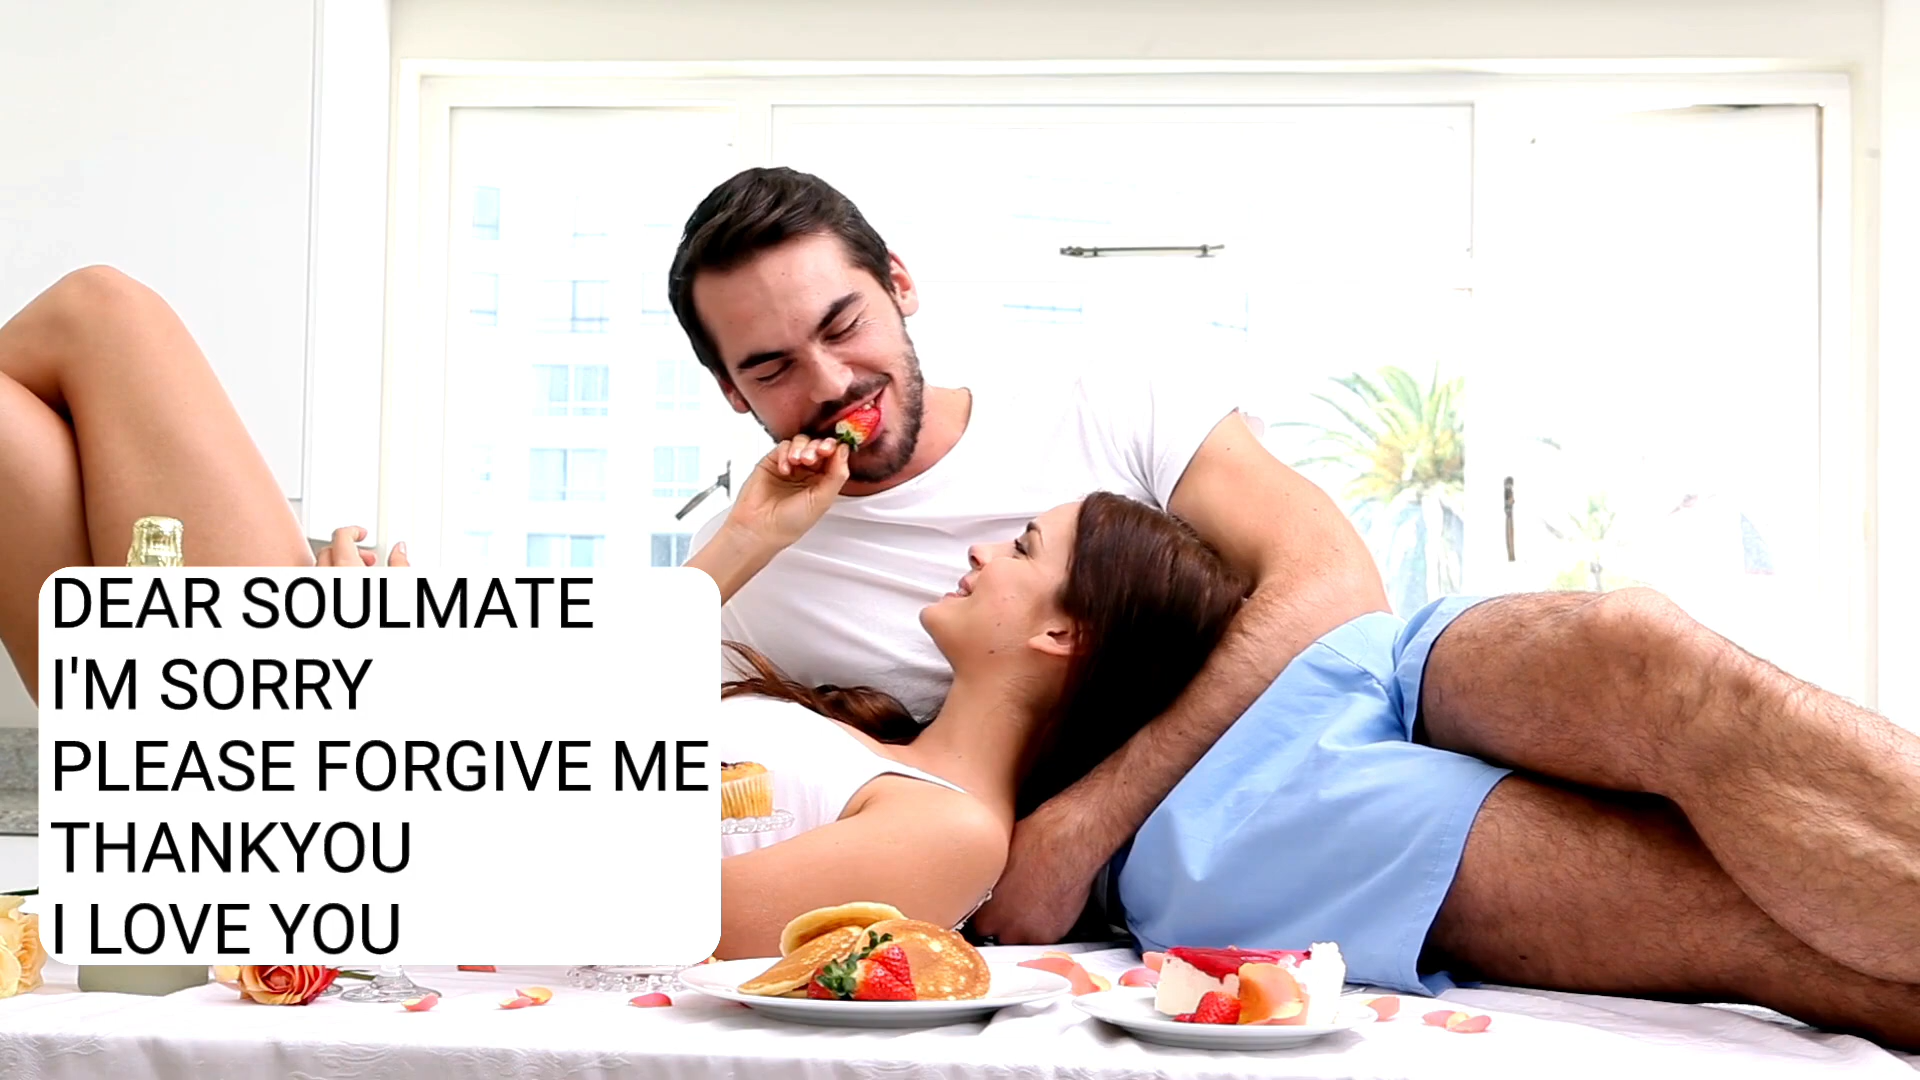 DEAR SOULMATE
I'M SORRY
PLEASE FORGIVE ME
THANKYOU
I LOVE YOU